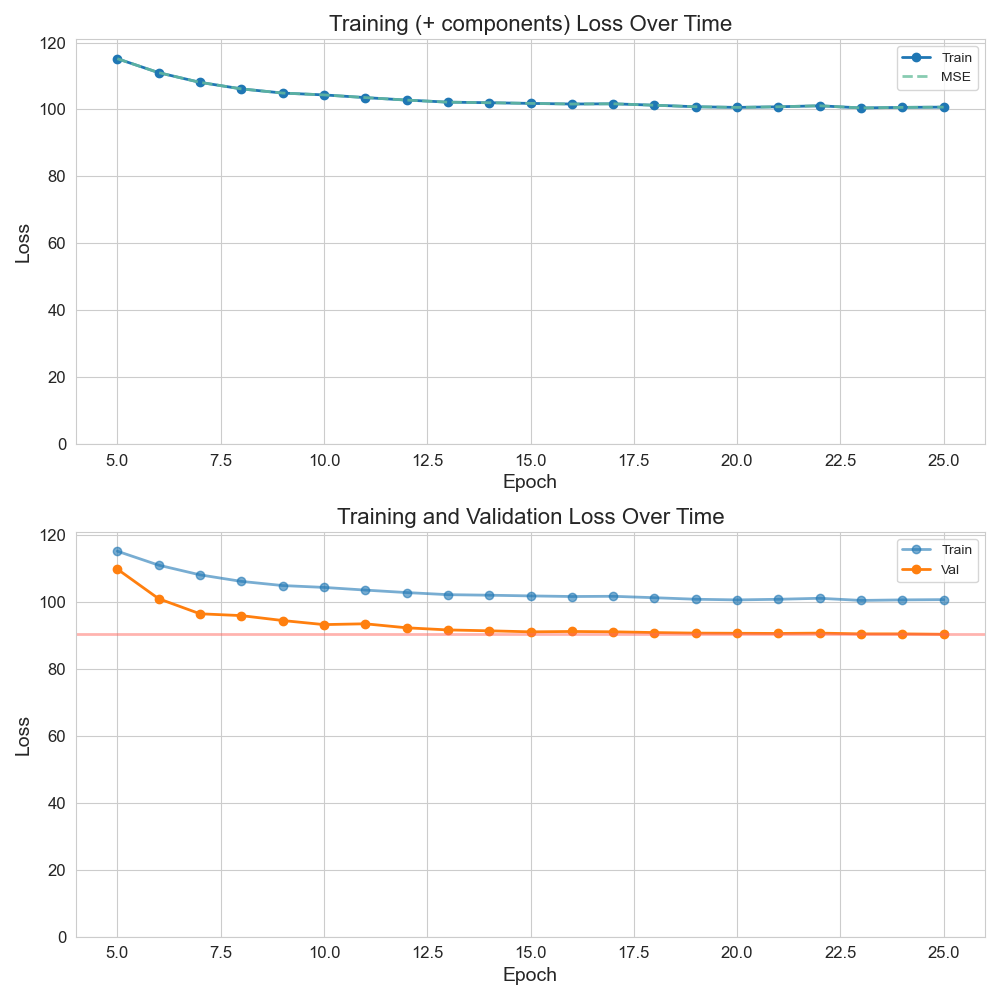 Training (+ components) Loss Over Time
120
100
80
60
40
20
0
Loss
Train
MSE
5.0 7.5 10.0 12.5 15.0 17.5 20.0 22.5 25.0
Epoch
Training and Validation Loss Over Time
120
100
80
60
40
20
0
Loss
Train
Val
5.0 7.5 10.0 12.5 15.0 17.5 20.0 22.5 25.0
Epoch